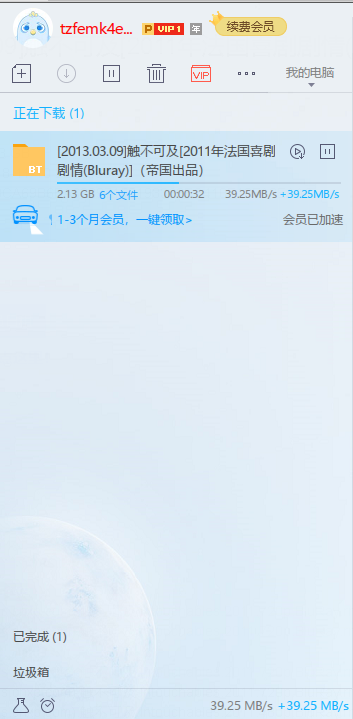 tzfemk4e... P VIP1 年 续费会员
VIP 我的电脑
正在下载 (1)
[2013.03.09]触不可及[2011年法国喜剧
剧情(Bluray)]（帝国出品）
BT
2.13 GB 6个文件 00:00:32 39.25MB/s +39.25MB/s
1-3个月会员，一键领取> 会员已加速
已完成 (1)
垃圾箱
39.25 MB/s +39.25 MB/s